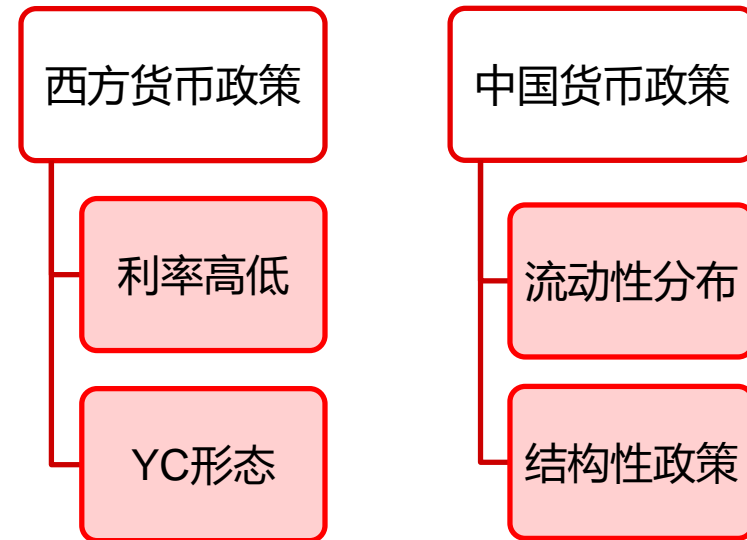 西方货币政策
利率高低
YC形态
中国货币政策
流动性分布
结构性政策